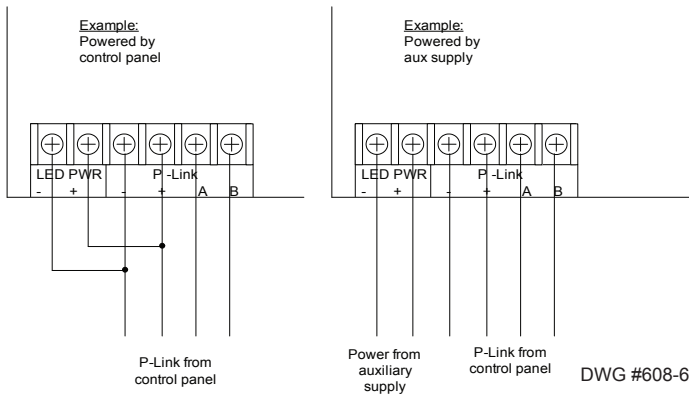 Example:
Powered by
control panel
LED PWR P -Link
- + - + A B
P-Link from
control panel
Example:
Powered by
aux supply
LED PWR P -Link
- + - + A B
Power from
auxiliary
supply
P-Link from
control panel
DWG #608-6